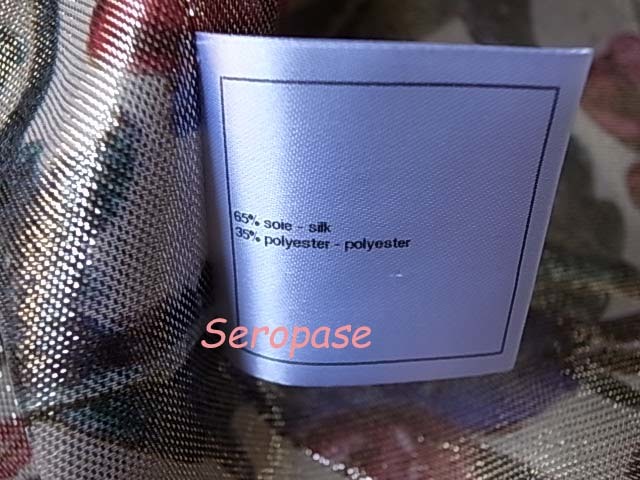 65% soie - silk
35% polyester - polyester
Seropase